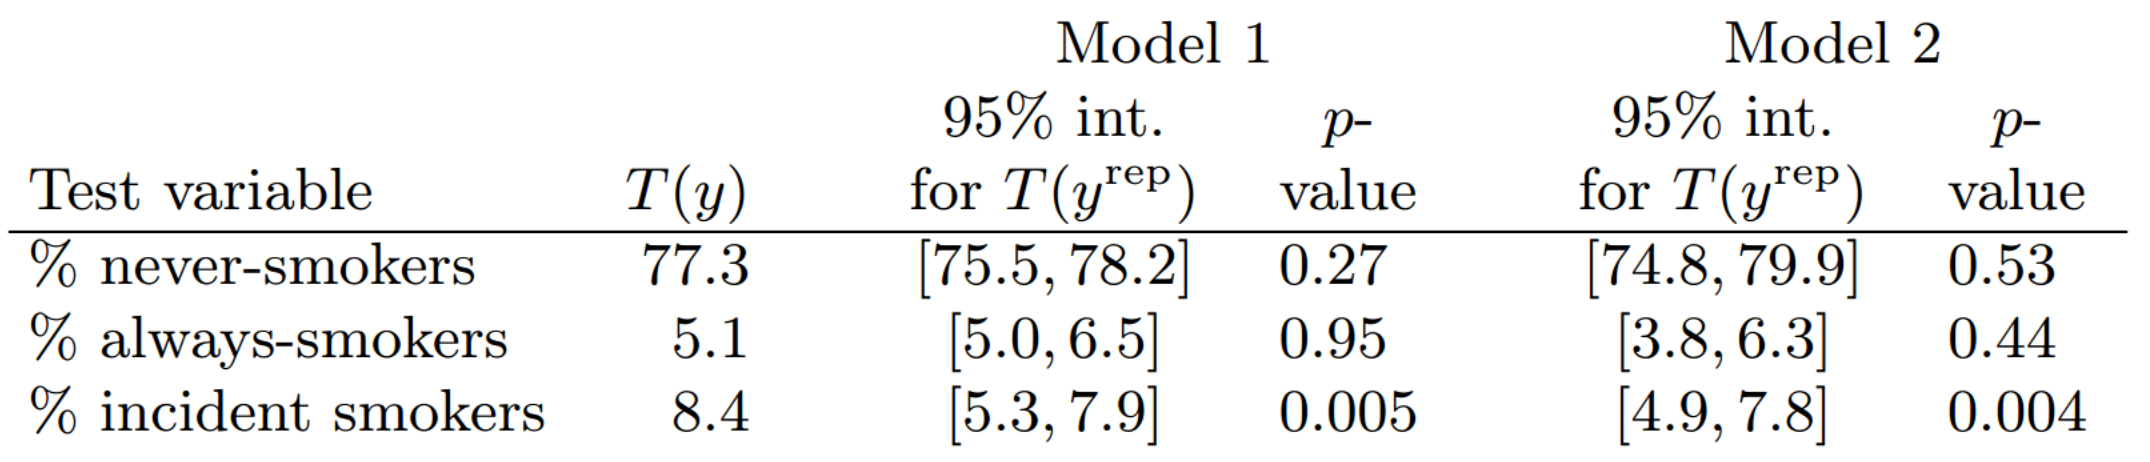 Model 1 Model 2
95% int. p- 95% int. p-
Test variable T(y) for T(y^rep) value for T(y^rep) value
% never-smokers 77.3 [75.5, 78.2] 0.27 [74.8, 79.9] 0.53
% always-smokers 5.1 [5.0, 6.5] 0.95 [3.8, 6.3] 0.44
% incident smokers 8.4 [5.3, 7.9] 0.005 [4.9, 7.8] 0.004